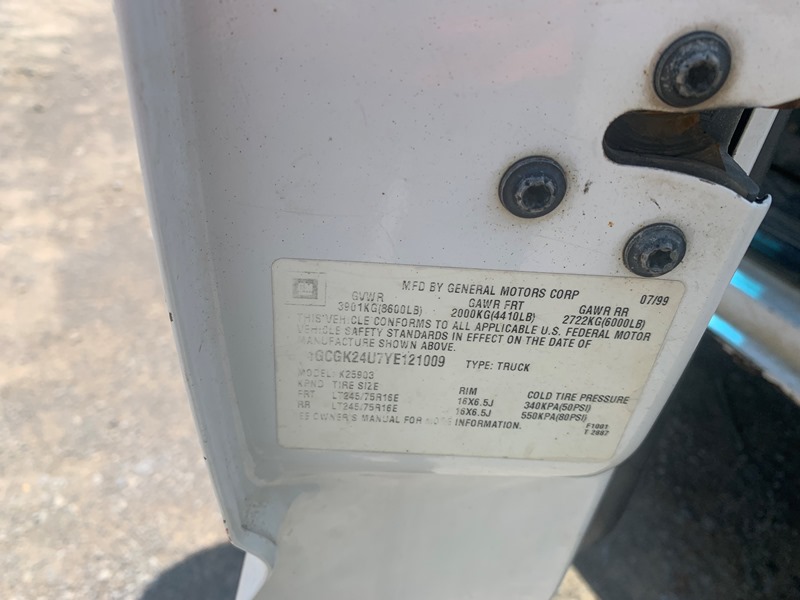 MFD BY GENERAL MOTORS CORP 07/99
GVWR GAWR FRT GAWR RR
3901KG(8600LB) 2000KG(4410LB) 2722KG(6000LB)
THIS VEHICLE CONFORMS TO ALL APPLICABLE U.S. FEDERAL MOTOR
VEHICLE SAFETY STANDARDS IN EFFECT ON THE DATE OF
MANUFACTURE SHOWN ABOVE.
GCGK24U7YE121009 TYPE: TRUCK
MODEL: K25903
TIRE SIZE RIM COLD TIRE PRESSURE
FRT LT245/75R16E 16X6.5J 340KPA(50PSI)
RR LT245/75R16E 16X6.5J 550KPA(80PSI)
SEE OWNER'S MANUAL FOR MORE INFORMATION.
F1001
T 2887